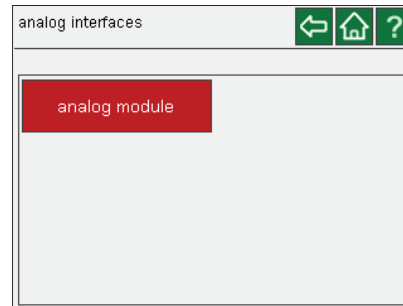 analog interfaces
?
analog module